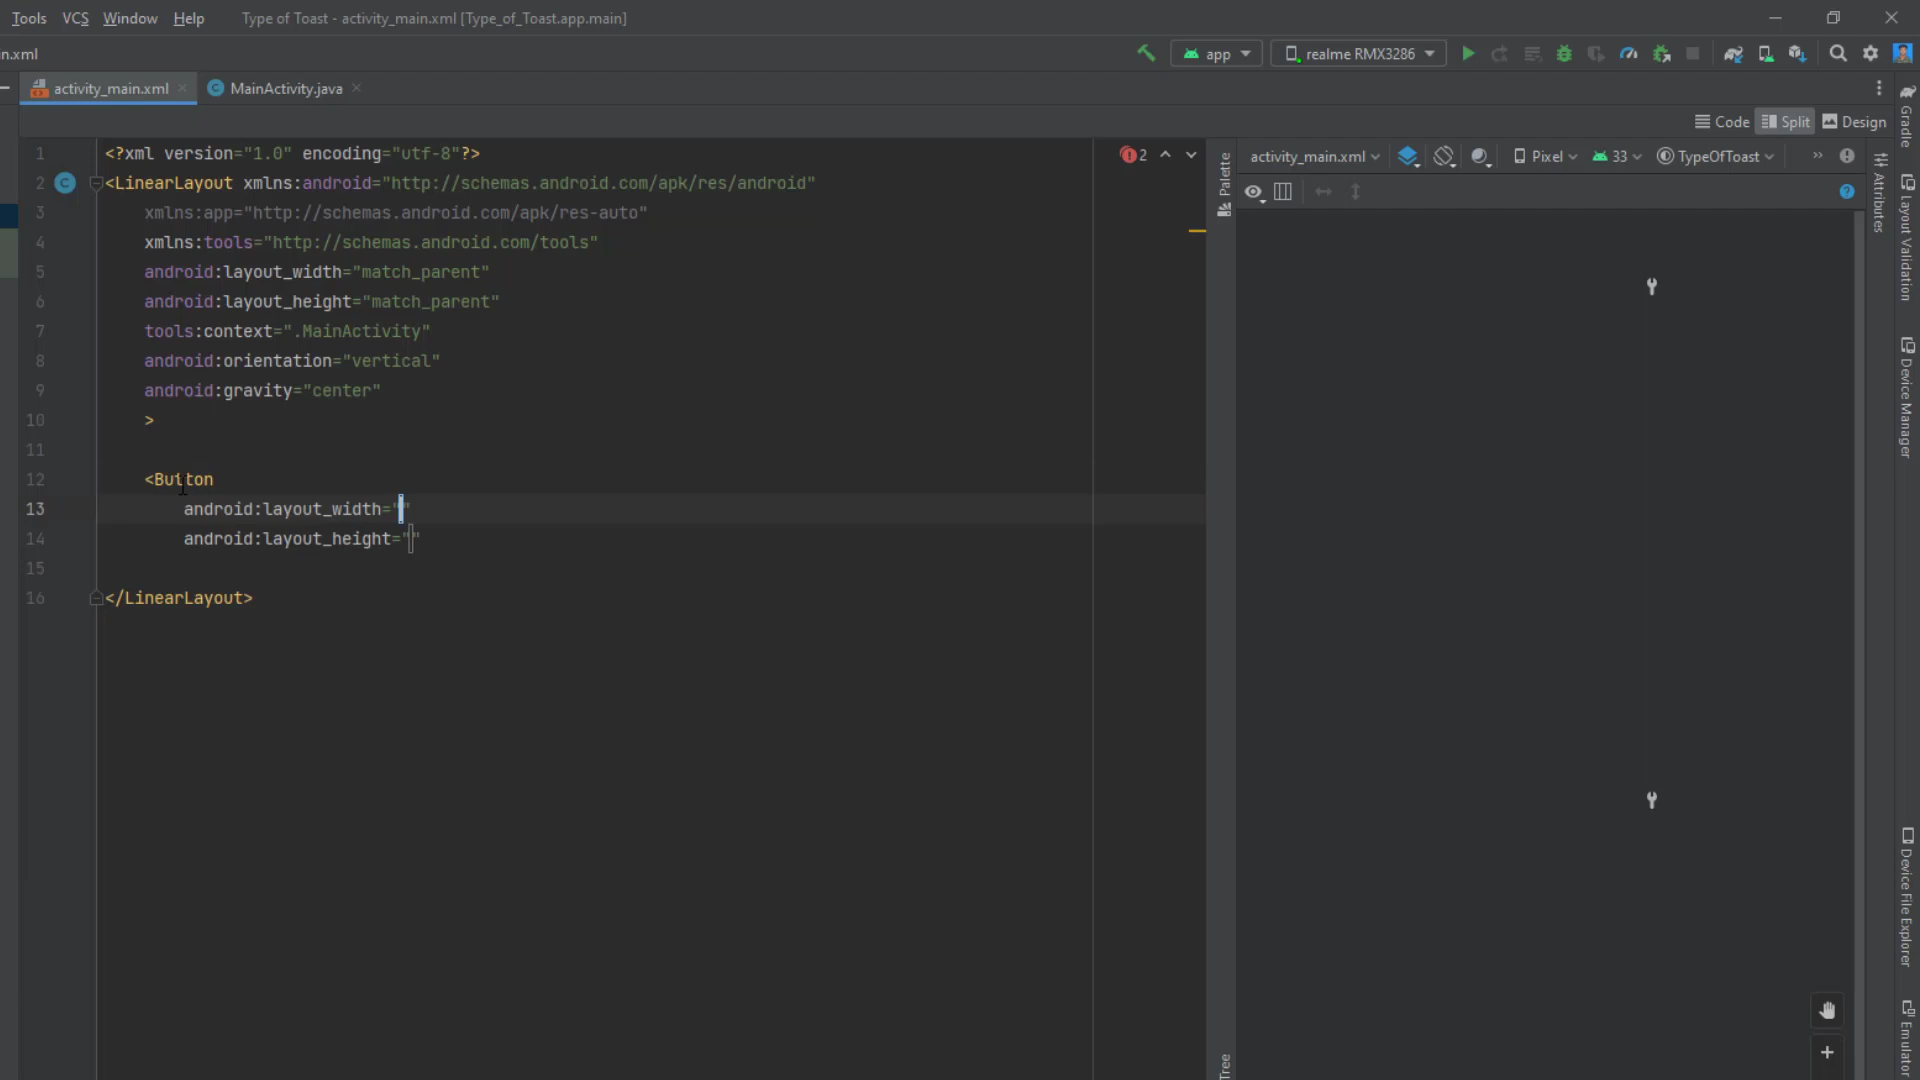 Tools VCS Window Help Type of Toast - activity_main.xml [Type_of_Toast.app.main]
n.xml app realme RMX3286
activity_main.xml MainActivity.java
Code Split Design
1 <?xml version="1.0" encoding="utf-8"?>
2 <LinearLayout xmlns:android="http://schemas.android.com/apk/res/android"
3 xmlns:app="http://schemas.android.com/apk/res-auto"
4 xmlns:tools="http://schemas.android.com/tools"
5 android:layout_width="match_parent"
6 android:layout_height="match_parent"
7 tools:context=".MainActivity"
8 android:orientation="vertical"
9 android:gravity="center"
10 >
11
12 <Button
13 android:layout_width=""
14 android:layout_height=""
15
16 </LinearLayout>
2
activity_main.xml Pixel 33 TypeOfToast »
Palette
Tree
Attributes
Gradle
Layout Validation
Device Manager
Device File Explorer
Emulator